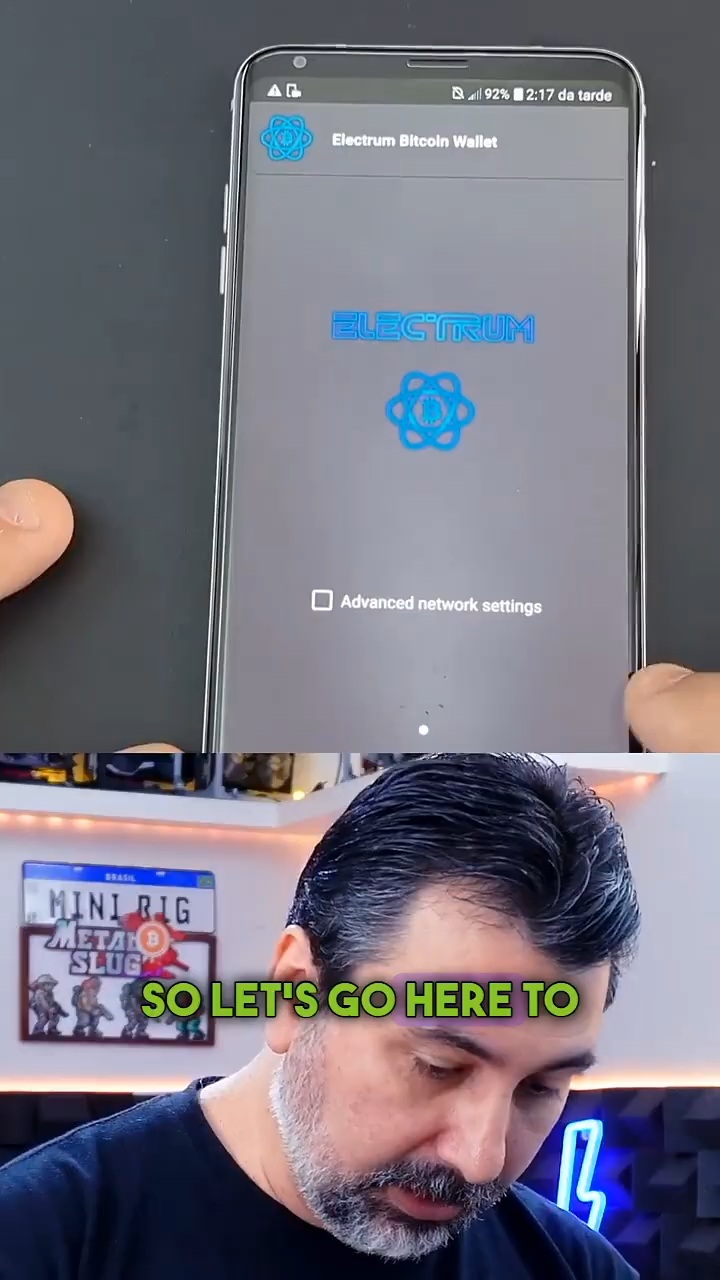 92% 2:17 da tarde
Electrum Bitcoin Wallet
ELECTRUM
Advanced network settings
BRASIL
MINI RIG
METAL
SLUG
SO LET'S GO HERE TO